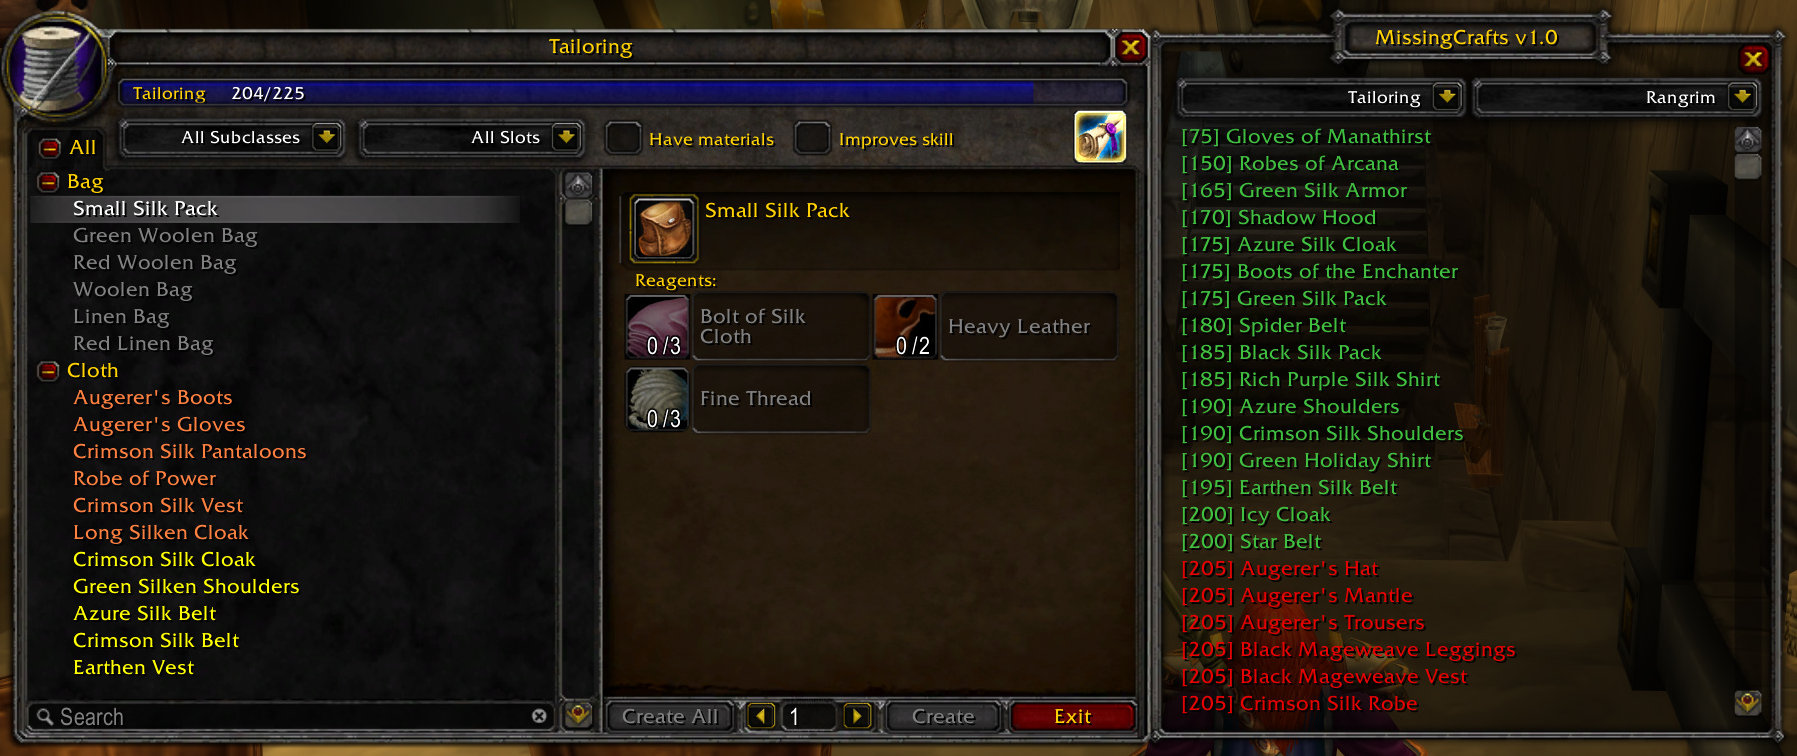 Tailoring
Tailoring 204/225
All
All Subclasses
All Slots
Have materials
Improves skill
Bag
Small Silk Pack
Green Woolen Bag
Red Woolen Bag
Woolen Bag
Linen Bag
Red Linen Bag
Cloth
Augerer's Boots
Augerer's Gloves
Crimson Silk Pantaloons
Robe of Power
Crimson Silk Vest
Long Silken Cloak
Crimson Silk Cloak
Green Silken Shoulders
Azure Silk Belt
Crimson Silk Belt
Earthen Vest
Search
Small Silk Pack
Reagents:
0/3
Bolt of Silk
Cloth
0/2
Heavy Leather
0/3
Fine Thread
Create All
1
Create
Exit
MissingCrafts v1.0
Tailoring
Rangrim
[75] Gloves of Manathirst
[150] Robes of Arcana
[165] Green Silk Armor
[170] Shadow Hood
[175] Azure Silk Cloak
[175] Boots of the Enchanter
[175] Green Silk Pack
[180] Spider Belt
[185] Black Silk Pack
[185] Rich Purple Silk Shirt
[190] Azure Shoulders
[190] Crimson Silk Shoulders
[190] Green Holiday Shirt
[195] Earthen Silk Belt
[200] Icy Cloak
[200] Star Belt
[205] Augerer's Hat
[205] Augerer's Mantle
[205] Augerer's Trousers
[205] Black Mageweave Leggings
[205] Black Mageweave Vest
[205] Crimson Silk Robe